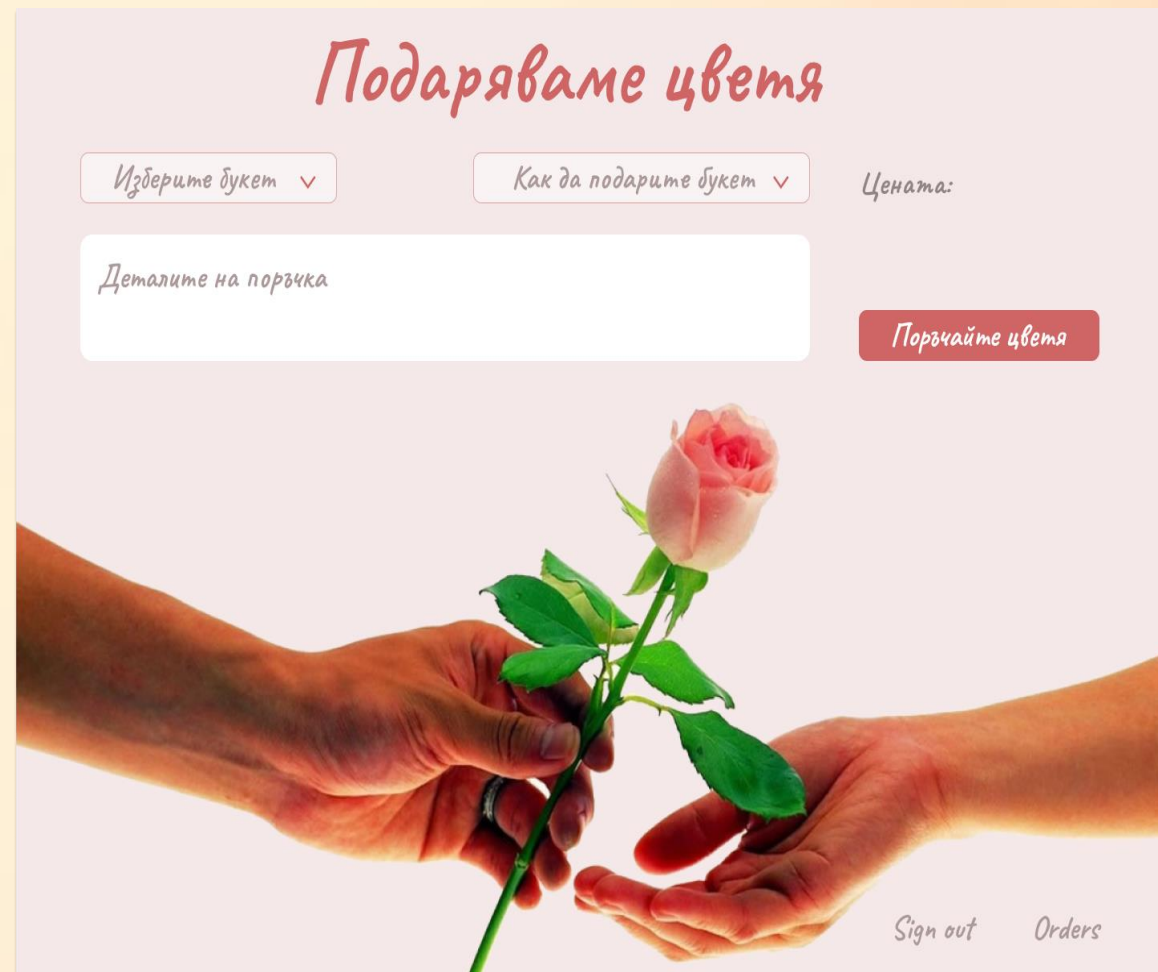 Подаряваме цветя
Изберите букет
Как да подарите букет
Цената:
Деталите на поръчка
Поръчайте цветя
Sign out
Orders